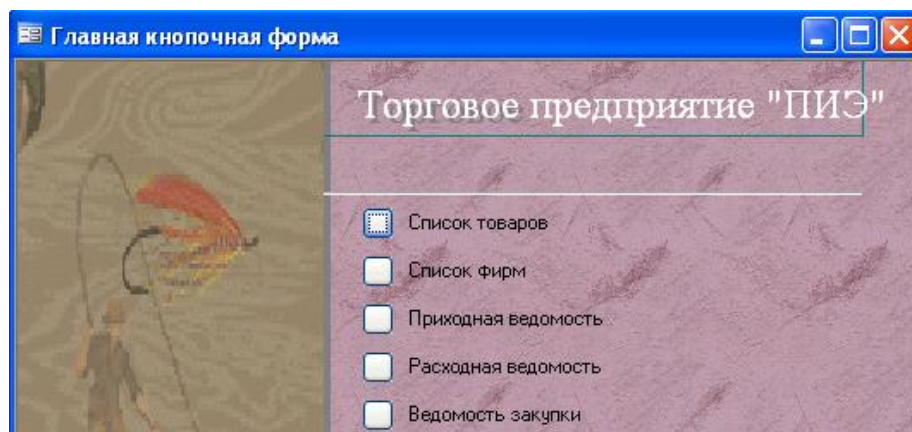 Главная кнопочная форма
Торговое предприятие "ПИЭ"
Список товаров
Список фирм
Приходная ведомость
Расходная ведомость
Ведомость закупки